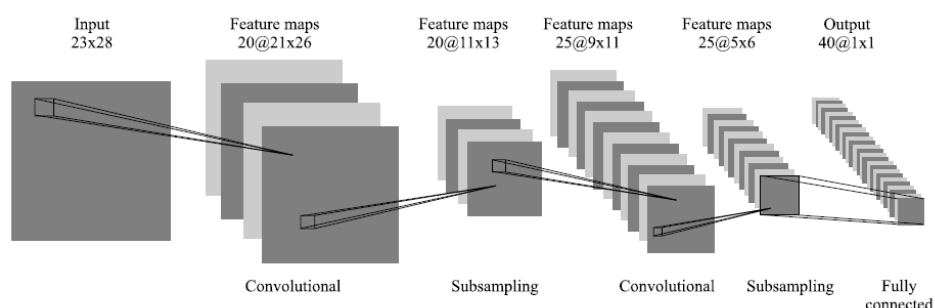 Input
23x28
Feature maps
20@21x26
Feature maps
20@11x13
Feature maps
25@9x11
Feature maps
25@5x6
Output
40@1x1
Convolutional
Subsampling
Convolutional
Subsampling
Fully
connected